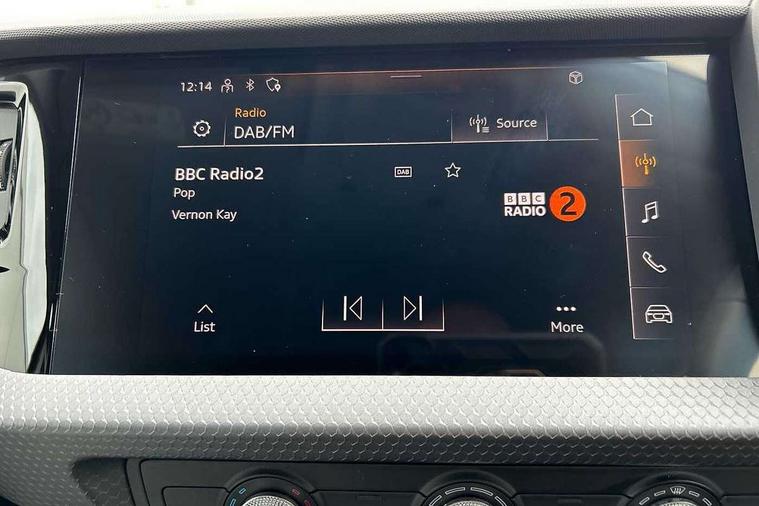 12:14
Radio
DAB/FM
Source
BBC Radio2
DAB
Pop
Vernon Kay
BBC
RADIO 2
List
More